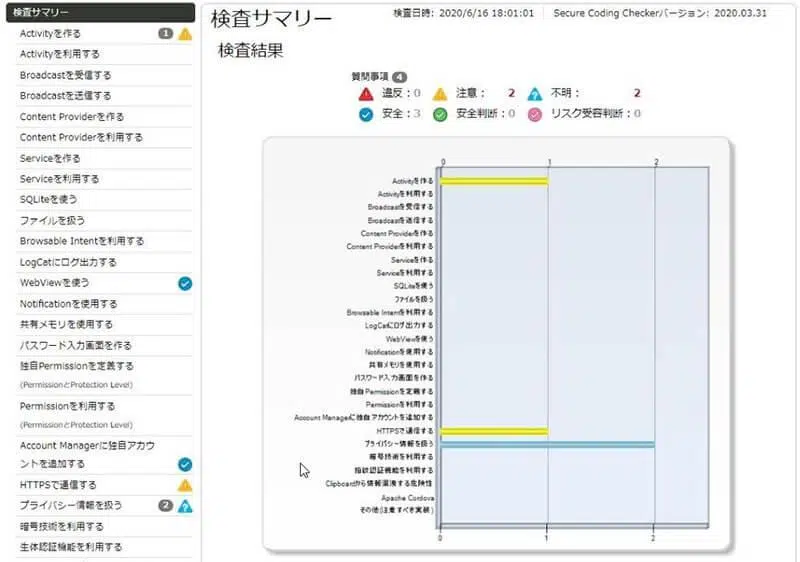 検査サマリー
Activityを作る 1
Activityを利用する
Broadcastを受信する
Broadcastを送信する
Content Providerを作る
Content Providerを利用する
Serviceを作る
Serviceを利用する
SQLiteを使う
ファイルを扱う
Browsable Intentを利用する
LogCatにログ出力する
WebViewを使う
Notificationを使用する
共有メモリを使用する
パスワード入力画面を作る
独自Permissionを定義する
(PermissionとProtection Level)
Permissionを利用する
(PermissionとProtection Level)
Account Managerに独自アカウ
ントを追加する
HTTPSで通信する
プライバシー情報を扱う 2
暗号技術を利用する
生体認証機能を利用する
検査サマリー
検査日時: 2020/6/16 18:01:01 Secure Coding Checkerバージョン: 2020.03.31
検査結果
質問事項 4
違反: 0 注意: 2 不明: 2
安全: 3 安全判断: 0 リスク受容判断: 0
0 1 2
Activityを作る
Activityを利用する
Broadcastを受信する
Broadcastを送信する
Content Providerを作る
Content Providerを利用する
Serviceを作る
Serviceを利用する
SQLiteを使う
ファイルを扱う
Browsable Intentを利用する
LogCatにログ出力する
WebViewを使う
Notificationを使用する
共有メモリを使用する
パスワード入力画面を作る
独自Permissionを定義する
Permissionを利用する
Account Managerに独自アカウントを追加する
HTTPSで通信する
プライバシー情報を扱う
暗号技術を利用する
指紋認証機能を利用する
Clipboardから情報漏洩する危険性
Apache Cordova
その他(注意すべき実装)
0 1 2